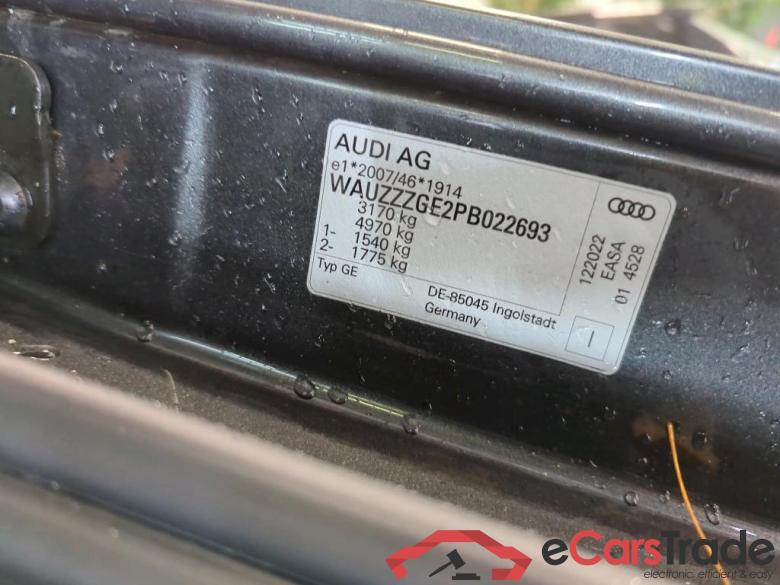 AUDI AG
e1*2007/46*1914
WAUZZZGE2PB022693
3170 kg
1- 4970 kg
2- 1540 kg
1775 kg
Typ GE
DE-85045 Ingolstadt
Germany
122022
EASA
01 4528
I
eCarsTrade
electronic, efficient & easy